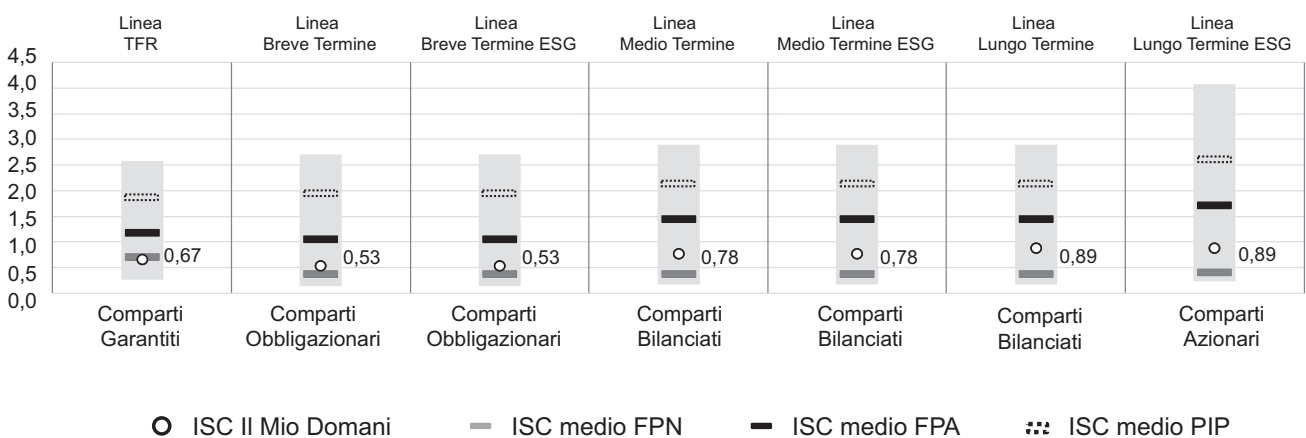 Linea
TFR
Linea
Breve Termine
Linea
Breve Termine ESG
Linea
Medio Termine
Linea
Medio Termine ESG
Linea
Lungo Termine
Linea
Lungo Termine ESG
4,5
4,0
3,5
3,0
2,5
2,0
1,5
1,0
0,5
0,0
0,67
0,53
0,53
0,78
0,78
0,89
0,89
Comparti
Garantiti
Comparti
Obbligazionari
Comparti
Obbligazionari
Comparti
Bilanciati
Comparti
Bilanciati
Comparti
Bilanciati
Comparti
Azionari
ISC Il Mio Domani
ISC medio FPN
ISC medio FPA
ISC medio PIP